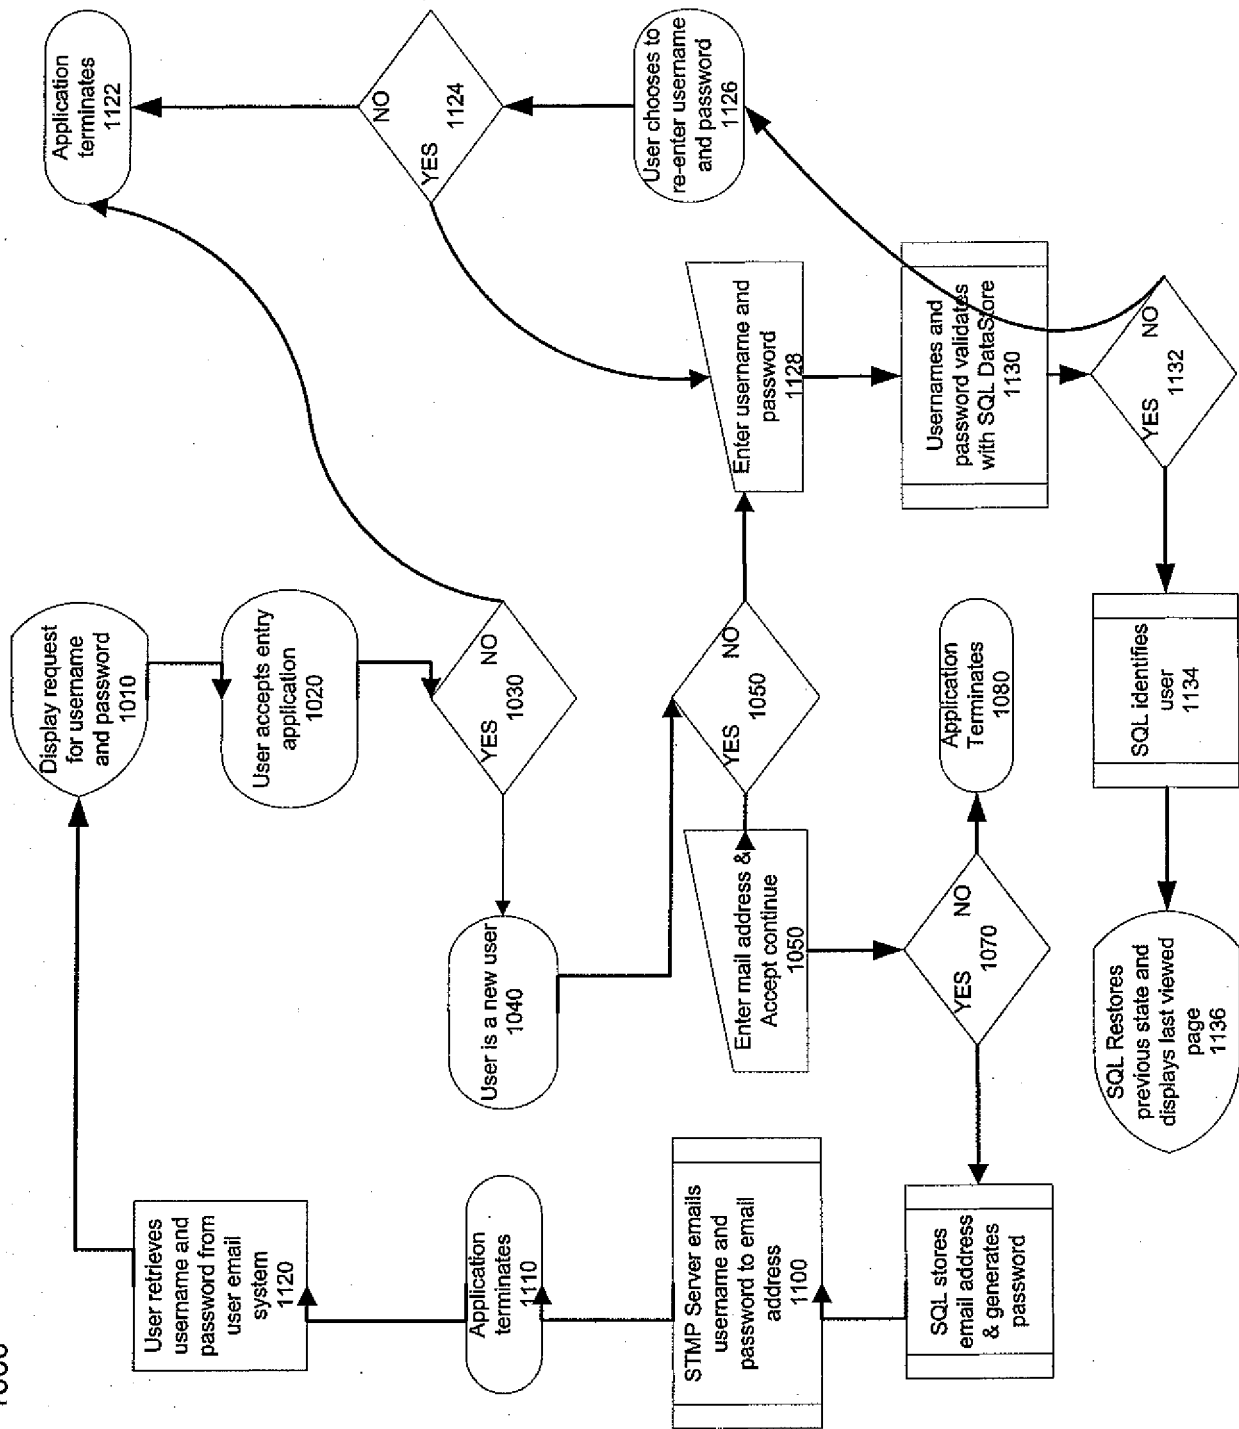 Display request
for username
and password
1010
User accepts entry
application
1020
YES
NO
1030
User is a new user
1040
YES
NO
1050
Enter mail address &
Accept continue
1050
YES
NO
1070
Application
Terminates
1080
SQL stores
email address
& generates
password
STMP Server emails
username and
password to email
address
1100
Application
terminates
1110
User retrieves
username and
password from
user email
system
1120
Application
terminates
1122
YES
NO
1124
User chooses to
re-enter username
and password
1126
Enter username and
password
1128
Usernames and
password validates
with SQL DataStore
1130
YES
NO
1132
SQL identifies
user
1134
SQL Restores
previous state and
displays last viewed
page
1136